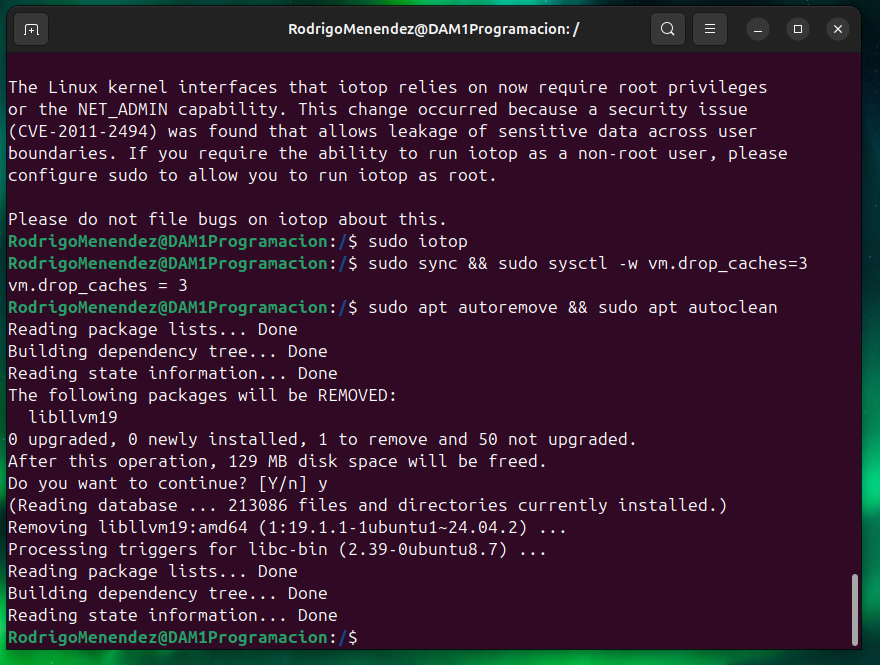 RodrigoMenendez@DAM1Programacion: /
The Linux kernel interfaces that iotop relies on now require root privileges
or the NET_ADMIN capability. This change occurred because a security issue
(CVE-2011-2494) was found that allows leakage of sensitive data across user
boundaries. If you require the ability to run iotop as a non-root user, please
configure sudo to allow you to run iotop as root.
Please do not file bugs on iotop about this.
RodrigoMenendez@DAM1Programacion:/$ sudo iotop
RodrigoMenendez@DAM1Programacion:/$ sudo sync && sudo sysctl -w vm.drop_caches=3
vm.drop_caches = 3
RodrigoMenendez@DAM1Programacion:/$ sudo apt autoremove && sudo apt autoclean
Reading package lists... Done
Building dependency tree... Done
Reading state information... Done
The following packages will be REMOVED:
  libllvm19
0 upgraded, 0 newly installed, 1 to remove and 50 not upgraded.
After this operation, 129 MB disk space will be freed.
Do you want to continue? [Y/n] y
(Reading database ... 213086 files and directories currently installed.)
Removing libllvm19:amd64 (1:19.1.1-1ubuntu1~24.04.2) ...
Processing triggers for libc-bin (2.39-0ubuntu8.7) ...
Reading package lists... Done
Building dependency tree... Done
Reading state information... Done
RodrigoMenendez@DAM1Programacion:/$